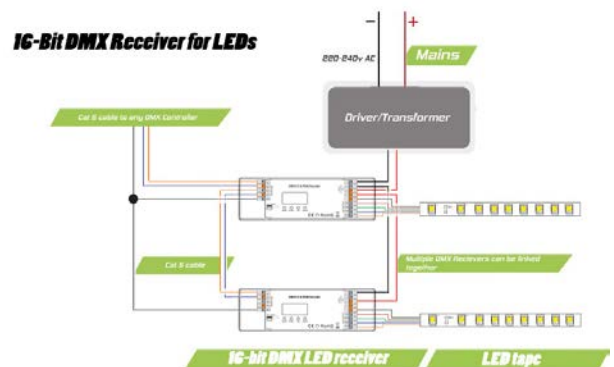 16-Bit DMX Receiver for LEDs
− +
220-240v AC
Mains
Cat 5 cable to any DMX Controller
Driver/Transformer
Cat 5 cable
Multiple DMX Recievers can be linked
together
16-bit DMX LED receiver
LED tape